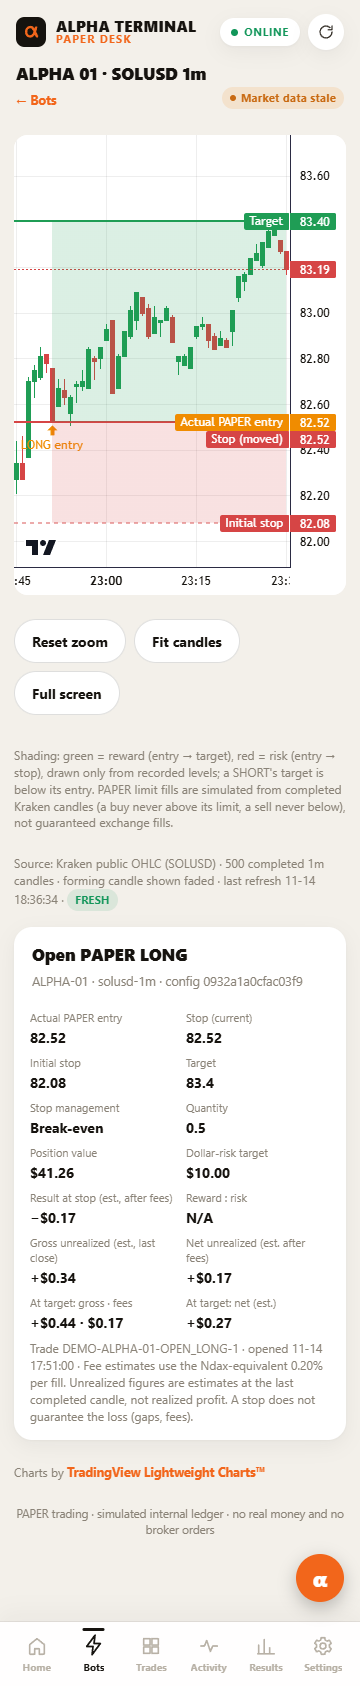 ALPHA TERMINAL
PAPER DESK
ONLINE
ALPHA 01 · SOLUSD 1m
← Bots
Market data stale
83.60
Target 83.40
83.19
83.00
82.80
82.60
Actual PAPER entry 82.52
Stop (moved) 82.52
LONG entry
82.40
82.20
Initial stop 82.08
82.00
:45 23:00 23:15 23:
Reset zoom
Fit candles
Full screen
Shading: green = reward (entry → target), red = risk (entry →
stop), drawn only from recorded levels; a SHORT's target is
below its entry. PAPER limit fills are simulated from completed
Kraken candles (a buy never above its limit, a sell never below),
not guaranteed exchange fills.
Source: Kraken public OHLC (SOLUSD) · 500 completed 1m
candles · forming candle shown faded · last refresh 11-14
18:36:34 · FRESH
Open PAPER LONG
ALPHA-01 · solusd-1m · config 0932a1a0cfac03f9
Actual PAPER entry
82.52
Stop (current)
82.52
Initial stop
82.08
Target
83.4
Stop management
Break-even
Quantity
0.5
Position value
$41.26
Dollar-risk target
$10.00
Result at stop (est., after fees)
−$0.17
Reward : risk
N/A
Gross unrealized (est., last
close)
+$0.34
Net unrealized (est. after
fees)
+$0.17
At target: gross · fees
+$0.44 · $0.17
At target: net (est.)
+$0.27
Trade DEMO-ALPHA-01-OPEN_LONG-1 · opened 11-14
17:51:00 · Fee estimates use the Ndax-equivalent 0.20%
per fill. Unrealized figures are estimates at the last
completed candle, not realized profit. A stop does not
guarantee the loss (gaps, fees).
Charts by TradingView Lightweight Charts™
PAPER trading · simulated internal ledger · no real money and no
broker orders
α
Home
Bots
Trades
Activity
Results
Settings